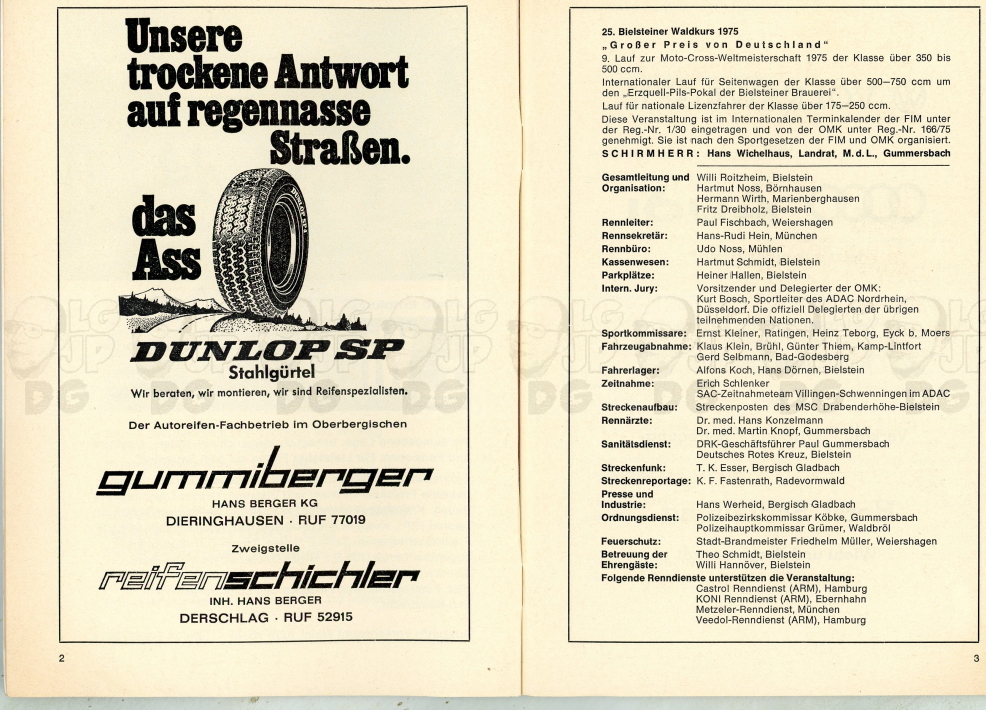 Unsere
trockene Antwort
auf regennasse
Straßen.
das
Ass
DUNLOP SP
Stahlgürtel
Wir beraten, wir montieren, wir sind Reifenspezialisten.
Der Autoreifen-Fachbetrieb im Oberbergischen
gummiberger
HANS BERGER KG
DIERINGHAUSEN · RUF 77019
Zweigstelle
reifenschichler
INH. HANS BERGER
DERSCHLAG · RUF 52915
2
25. Bielsteiner Waldkurs 1975
„Großer Preis von Deutschland“
9. Lauf zur Moto-Cross-Weltmeisterschaft 1975 der Klasse über 350 bis
500 ccm.
Internationaler Lauf für Seitenwagen der Klasse über 500—750 ccm um
den „Erzquell-Pils-Pokal der Bielsteiner Brauerei“.
Lauf für nationale Lizenzfahrer der Klasse über 175—250 ccm.
Diese Veranstaltung ist im Internationalen Terminkalender der FIM unter
der Reg.-Nr. 1/30 eingetragen und von der OMK unter Reg.-Nr. 166/75
genehmigt. Sie ist nach den Sportgesetzen der FIM und OMK organisiert.
SCHIRMHERR: Hans Wichelhaus, Landrat, M.d.L., Gummersbach
Gesamtleitung und Willi Roitzheim, Bielstein
Organisation: Hartmut Noss, Börnhausen
Hermann Wirth, Marienberghausen
Fritz Dreibholz, Bielstein
Rennleiter: Paul Fischbach, Weiershagen
Rennsekretär: Hans-Rudi Hein, München
Rennbüro: Udo Noss, Mühlen
Kassenwesen: Hartmut Schmidt, Bielstein
Parkplätze: Heiner Hallen, Bielstein
Intern. Jury: Vorsitzender und Delegierter der OMK:
Kurt Bosch, Sportleiter des ADAC Nordrhein,
Düsseldorf. Die offiziell Delegierten der übrigen
teilnehmenden Nationen.
Sportkommisare: Ernst Kleiner, Ratingen, Heinz Teborg, Eyck b. Moers
Fahrzeugabnahme: Klaus Klein, Brühl, Günter Thiem, Kamp-Lintfort
Gerd Selbmann, Bad-Godesberg
Fahrerlager: Alfons Koch, Hans Dörnen, Bielstein
Zeitnahme: Erich Schlenker
SAC-Zeitnahmeteam Villingen-Schwenningen im ADAC
Streckenaufbau: Streckenposten des MSC Drabenderhöhe-Bielstein
Rennärzte: Dr. med. Hans Konzelmann
Dr. med. Martin Knopf, Gummersbach
Sanitätsdienst: DRK-Geschäftsführer Paul Gummersbach
Deutsches Rotes Kreuz, Bielstein
Streckenfunk: T. K. Esser, Bergisch Gladbach
Streckenreportage: K. F. Fastenrath, Radevormwald
Presse und
Industrie: Hans Werheid, Bergisch Gladbach
Ordnungsdienst: Polizeibezirkskommissar Köbke, Gummersbach
Polizeihauptkommissar Grümer, Waldbröl
Feuerschutz: Stadt-Brandmeister Friedhelm Müller, Weiershagen
Betreuung der Theo Schmidt, Bielstein
Ehrengäste: Willi Hannöver, Bielstein
Folgende Renndienste unterstützen die Veranstaltung:
Castrol Renndienst (ARM), Hamburg
KONI Renndienst (ARM), Ebernhahn
Metzeler-Renndienst, München
Veedol-Renndienst (ARM), Hamburg
3